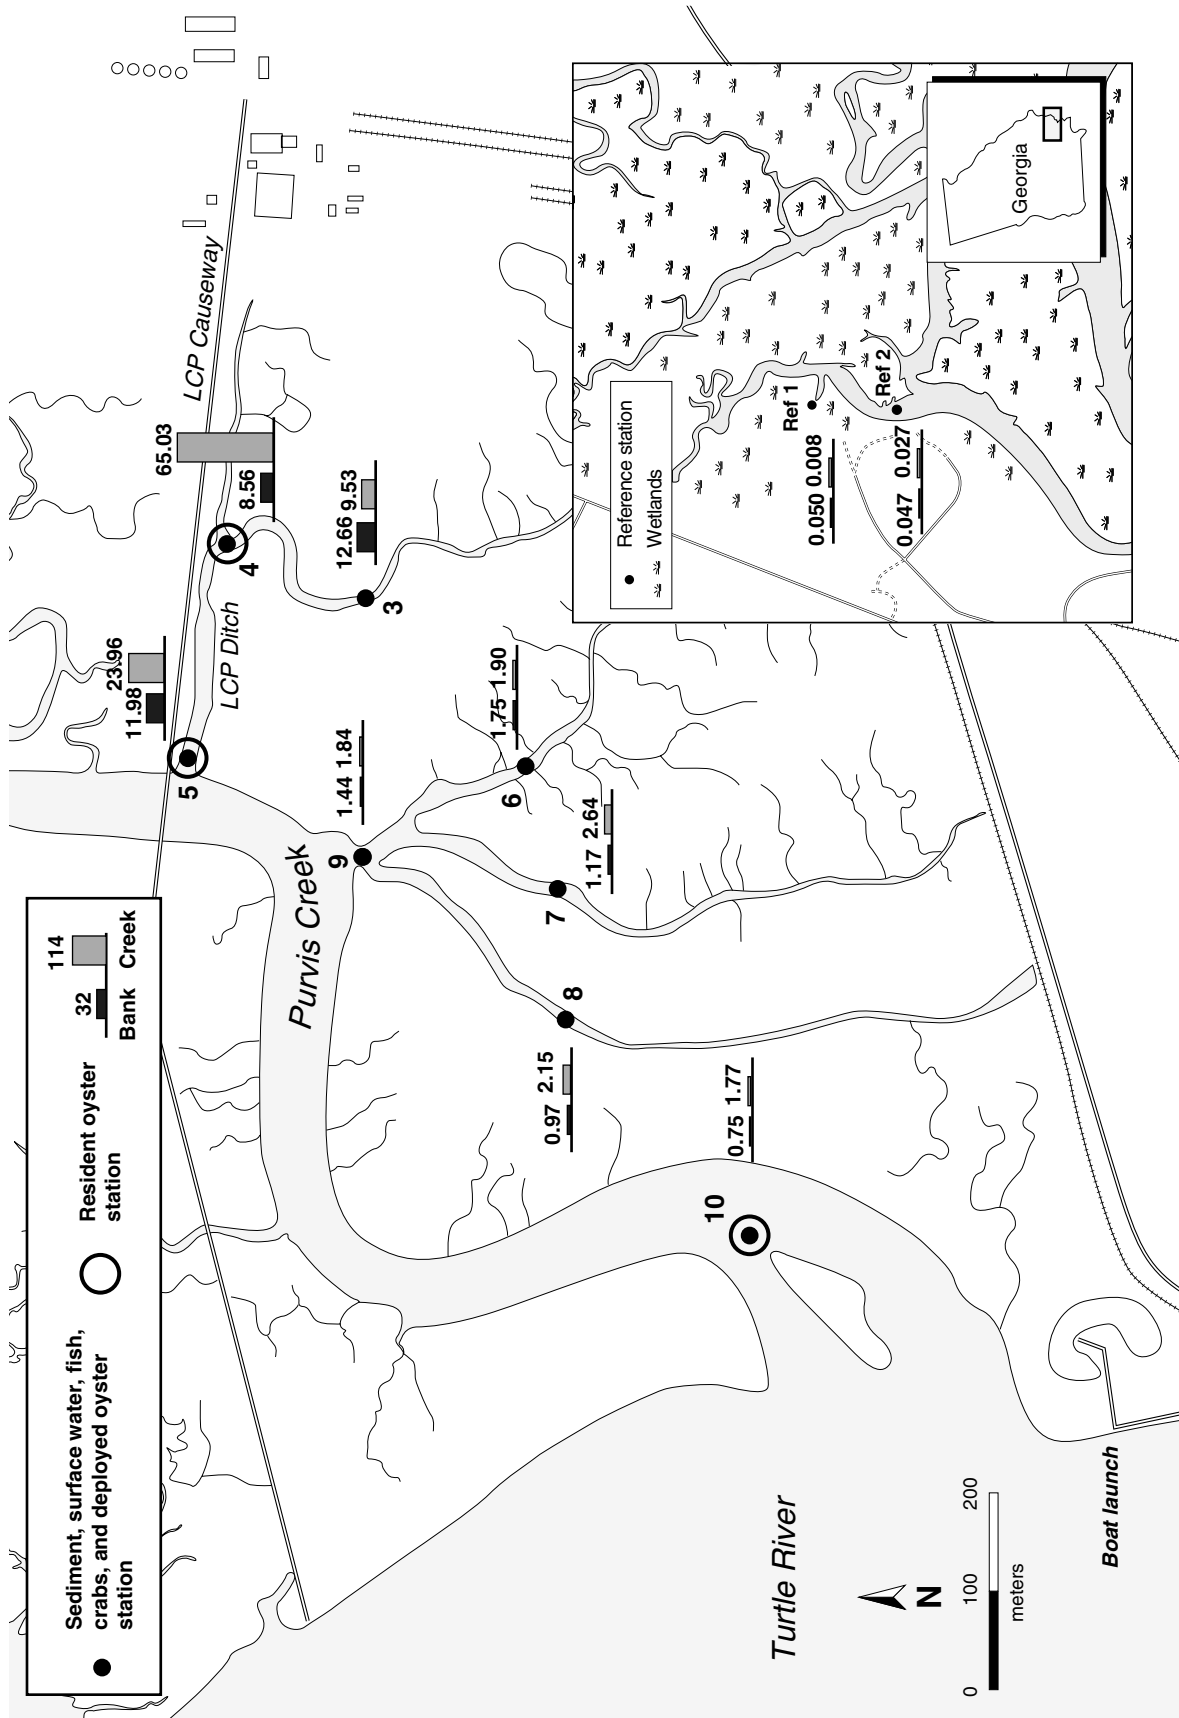 Sediment, surface water, fish,
crabs, and deployed oyster
station
Resident oyster
station
32
114
Bank Creek
LCP Causeway
65.03
8.56
4
12.66 9.53
3
LCP Ditch
23.96
11.98
5
1.44 1.84
9
Purvis Creek
1.75 1.90
6
1.17 2.64
7
8
0.97 2.15
0.75 1.77
10
Turtle River
N
0 100 200
meters
Boat launch
Reference station
Wetlands
Ref 1
0.050 0.008
Ref 2
0.047 0.027
Georgia